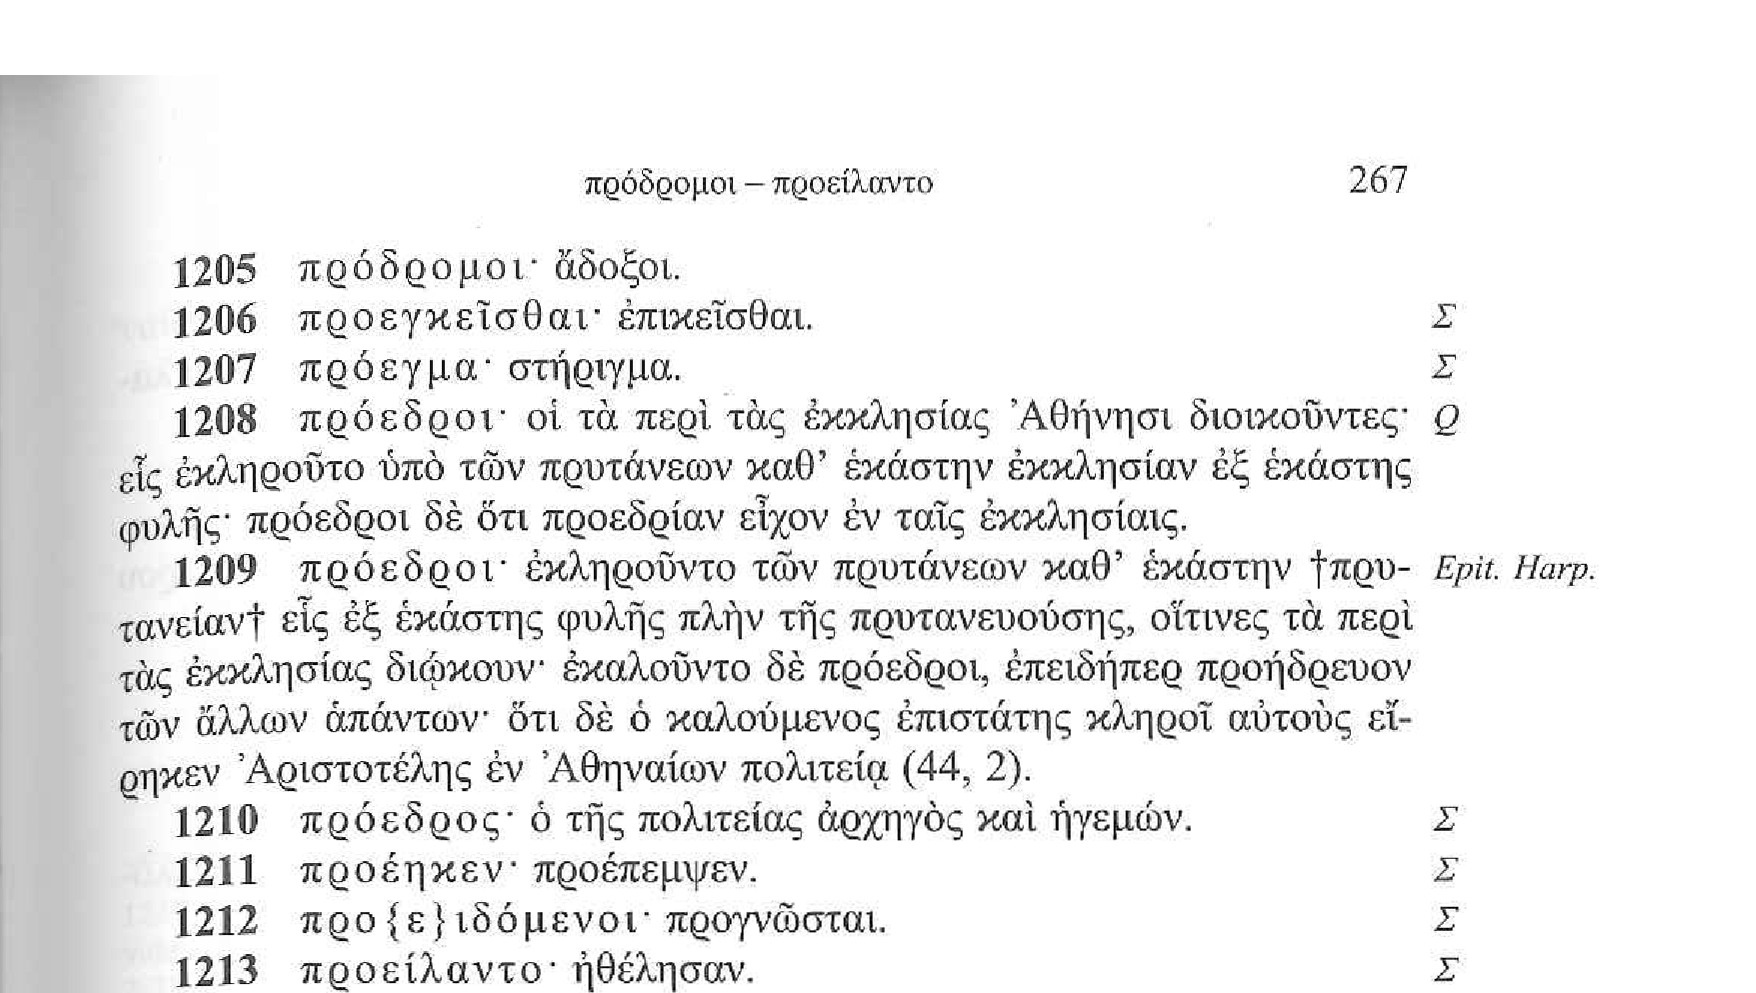 πρόδρομοι – προείλαντο 267
1205 πρόδρομοι· ἄδοξοι.
1206 προεγκεῖσθαι· ἐπικεῖσθαι. Σ
1207 πρόεγμα· στήριγμα. Σ
1208 πρόεδροι· οἱ τὰ περὶ τὰς ἐκκλησίας Ἀθήνησι διοικοῦντες· Q
εἷς ἐκληροῦτο ὑπὸ τῶν πρυτάνεων καθ’ ἑκάστην ἐκκλησίαν ἐξ ἑκάστης
φυλῆς· πρόεδροι δὲ ὅτι προεδρίαν εἶχον ἐν ταῖς ἐκκλησίαις.
1209 πρόεδροι· ἐκληροῦντο τῶν πρυτάνεων καθ’ ἑκάστην †πρυ- Epit. Harp.
τανείαν† εἷς ἐξ ἑκάστης φυλῆς πλὴν τῆς πρυτανευούσης, οἵτινες τὰ περὶ
τὰς ἐκκλησίας διῴκουν· ἐκαλοῦντο δὲ πρόεδροι, ἐπειδήπερ προήδρευον
τῶν ἄλλων ἁπάντων· ὅτι δὲ ὁ καλούμενος ἐπιστάτης κληροῖ αὐτοὺς εἴ-
ρηκεν Ἀριστοτέλης ἐν Ἀθηναίων πολιτείᾳ (44, 2).
1210 πρόεδρος· ὁ τῆς πολιτείας ἀρχηγὸς καὶ ἡγεμών. Σ
1211 προέηκεν· προέπεμψεν. Σ
1212 προ{ε}ιδόμενοι· προγνῶσται. Σ
1213 προείλαντο· ἠθέλησαν. Σ